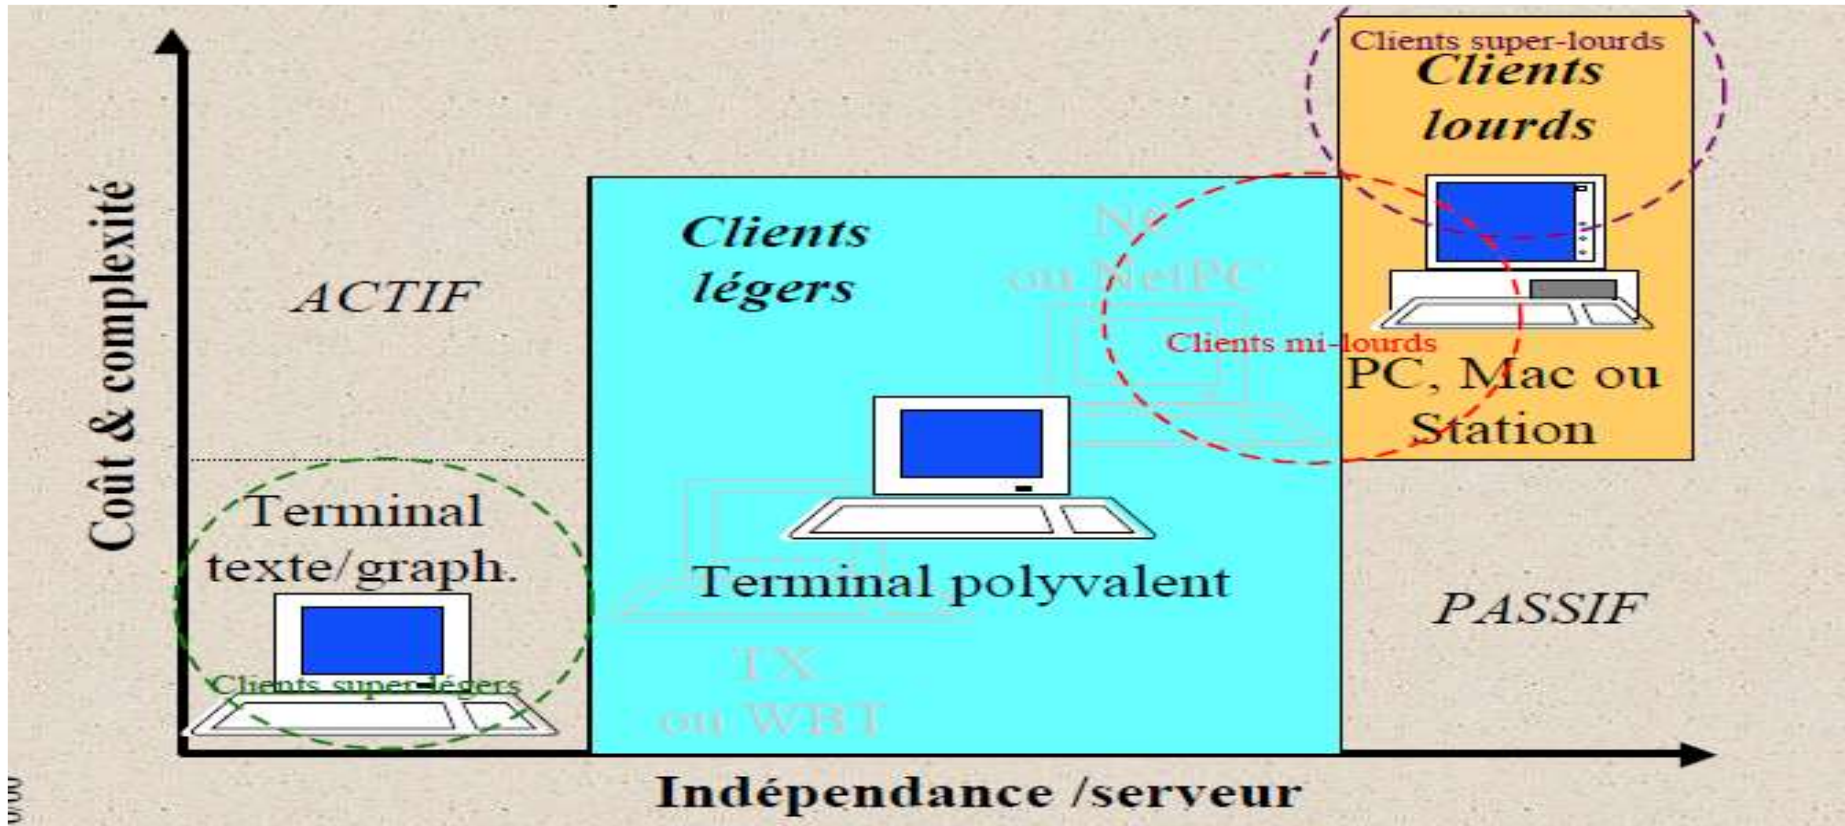 Coût & complexité
ACTIF
Terminal
texte/graph.
Clients super-légers
Clients
légers
ou NetPC
Terminal polyvalent
TX
ou WBT
Clients super-lourds
Clients
lourds
Clients mi-lourds
PC, Mac ou
Station
PASSIF
Indépendance /serveur